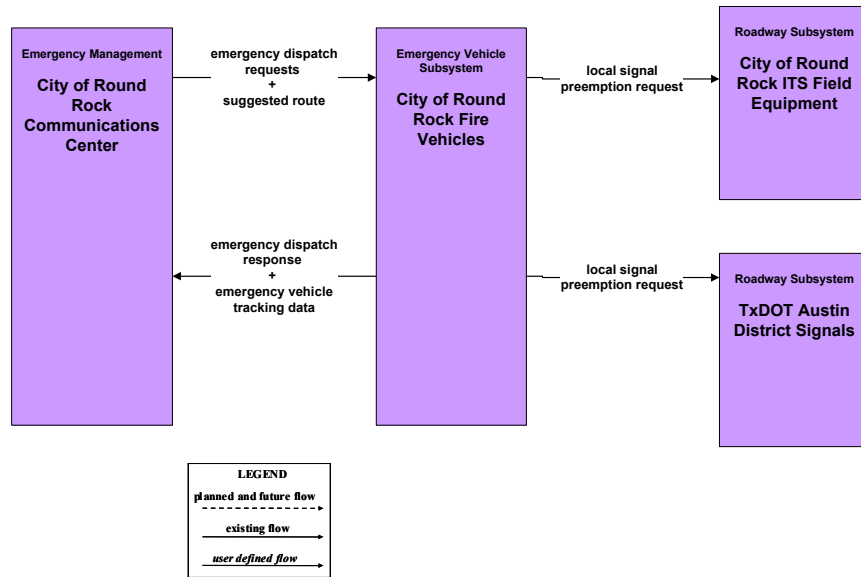 Emergency Management
City of Round
Rock
Communications
Center
emergency dispatch
requests
+
suggested route
Emergency Vehicle
Subsystem
City of Round
Rock Fire
Vehicles
local signal
preemption request
Roadway Subsystem
City of Round
Rock ITS Field
Equipment
emergency dispatch
response
+
emergency vehicle
tracking data
local signal
preemption request
Roadway Subsystem
TxDOT Austin
District Signals
LEGEND
planned and future flow
existing flow
user defined flow